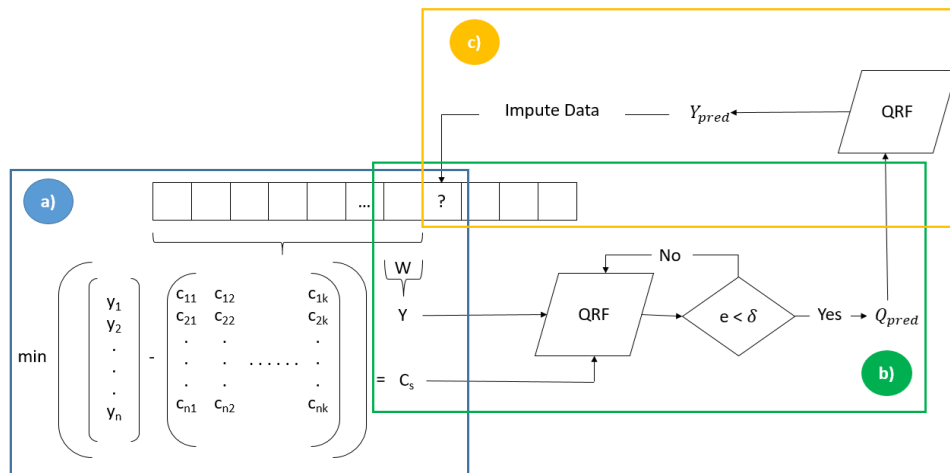 c)
QRF
Impute Data
Y_pred
a)
... ?
W
No
Y
QRF
e < δ
Yes
Q_pred
b)
min
y₁
y₂
.
.
.
yₙ
-
c₁₁ c₁₂ c₁ₖ
c₂₁ c₂₂ c₂ₖ
. . .
. . ...... .
. . .
cₙ₁ cₙ₂ cₙₖ
= Cₛ